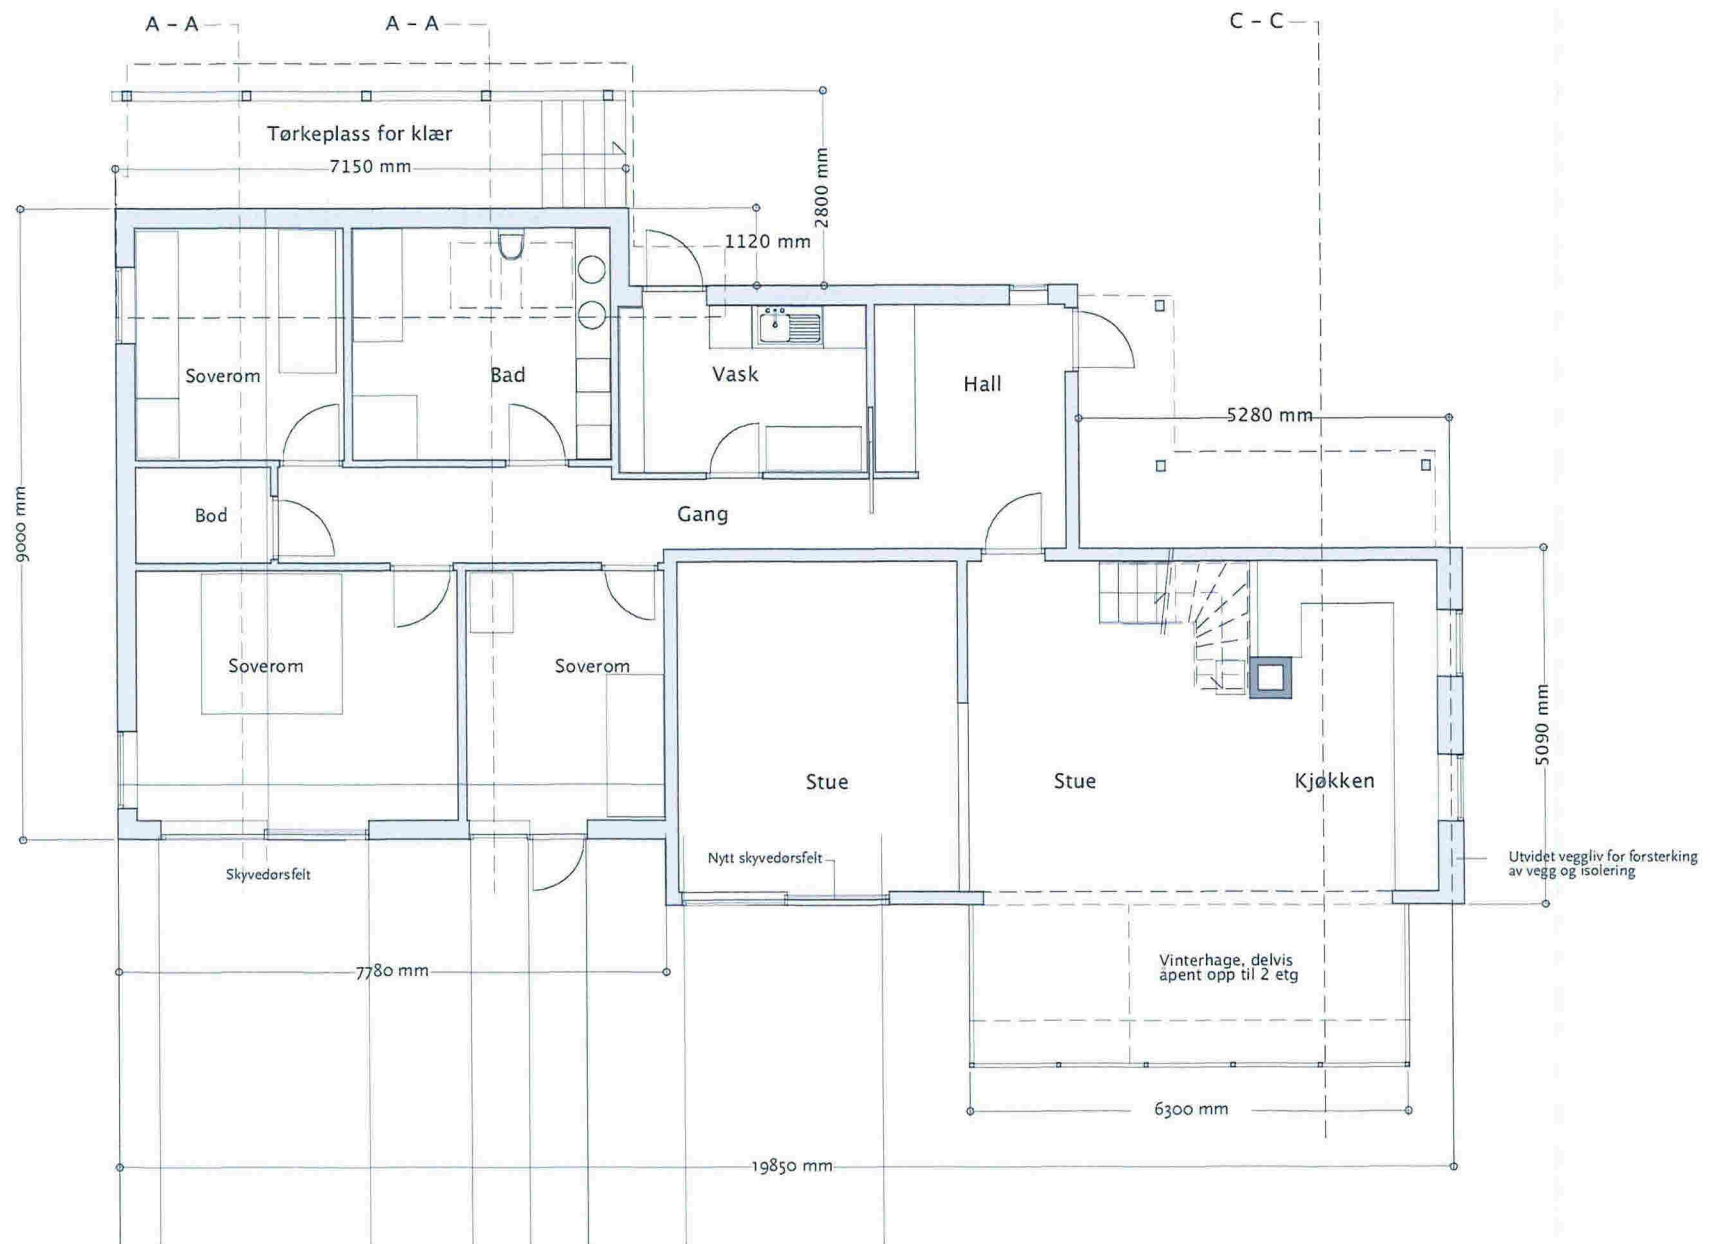 A – A
A – A
C – C
Tørkeplass for klær
7150 mm
2800 mm
1120 mm
Soverom
Bad
Vask
Hall
5280 mm
9000 mm
Bod
Gang
Soverom
Soverom
Stue
Stue
Kjøkken
5090 mm
Skyvedørsfelt
Nytt skyvedørsfelt
Utvidet veggliv for forsterking
av vegg og isolering
7780 mm
Vinterhage, delvis
åpent opp til 2 etg
6300 mm
19850 mm